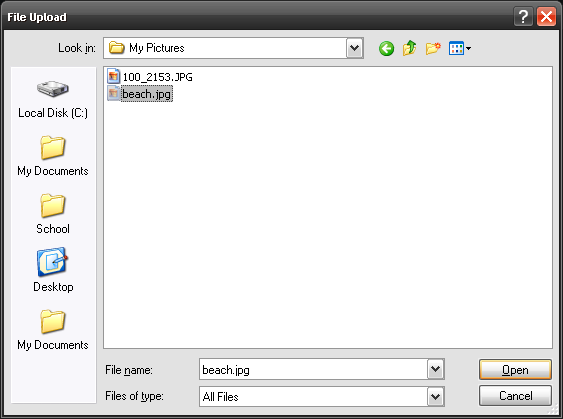 File Upload
Look in: My Pictures
Local Disk (C:)
My Documents
School
Desktop
My Documents
100_2153.JPG
beach.jpg
File name: beach.jpg Open
Files of type: All Files Cancel